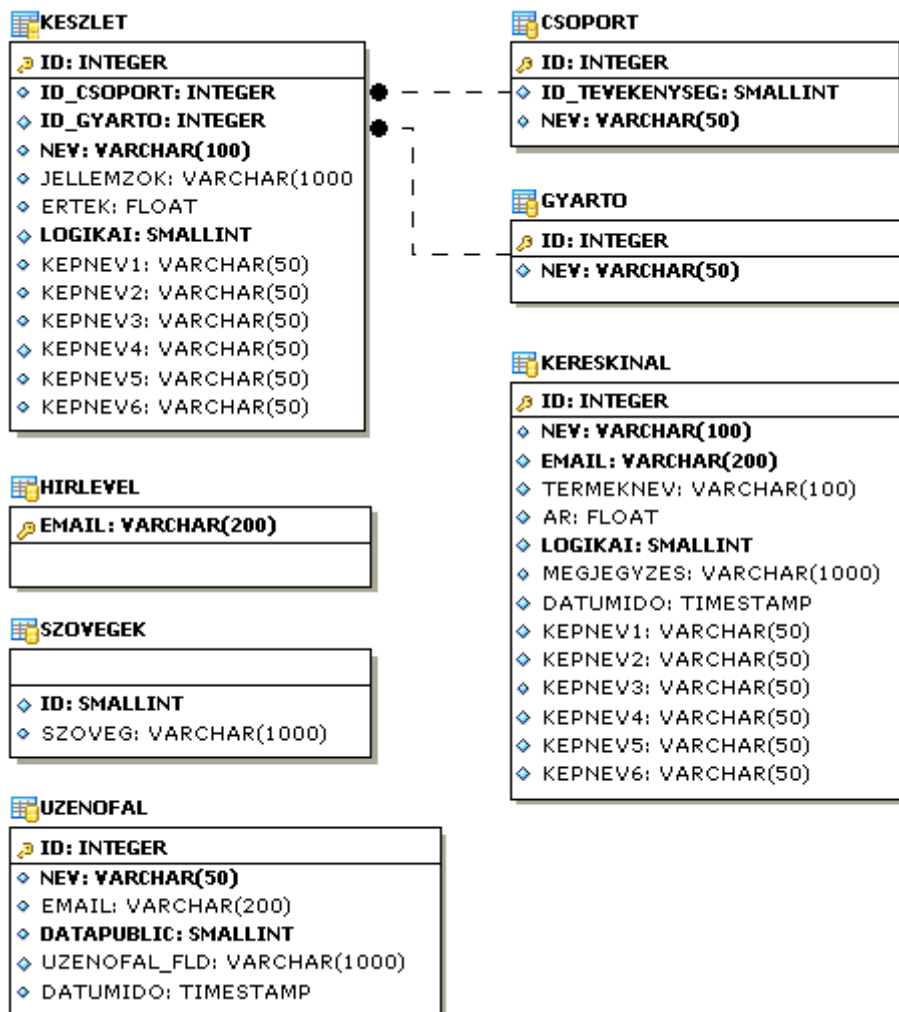 KESZLET
ID: INTEGER
ID_CSOPORT: INTEGER
ID_GYARTO: INTEGER
NEV: VARCHAR(100)
JELLEMZOK: VARCHAR(1000
ERTEK: FLOAT
LOGIKAI: SMALLINT
KEPNEV1: VARCHAR(50)
KEPNEV2: VARCHAR(50)
KEPNEV3: VARCHAR(50)
KEPNEV4: VARCHAR(50)
KEPNEV5: VARCHAR(50)
KEPNEV6: VARCHAR(50)
HIRLEVEL
EMAIL: VARCHAR(200)
SZOVEGEK
ID: SMALLINT
SZOVEG: VARCHAR(1000)
UZENOFAL
ID: INTEGER
NEV: VARCHAR(50)
EMAIL: VARCHAR(200)
DATAPUBLIC: SMALLINT
UZENOFAL_FLD: VARCHAR(1000)
DATUMIDO: TIMESTAMP
CSOPORT
ID: INTEGER
ID_TEVEKENYSEG: SMALLINT
NEV: VARCHAR(50)
GYARTO
ID: INTEGER
NEV: VARCHAR(50)
KERESKINAL
ID: INTEGER
NEV: VARCHAR(100)
EMAIL: VARCHAR(200)
TERMEKNEV: VARCHAR(100)
AR: FLOAT
LOGIKAI: SMALLINT
MEGJEGYZES: VARCHAR(1000)
DATUMIDO: TIMESTAMP
KEPNEV1: VARCHAR(50)
KEPNEV2: VARCHAR(50)
KEPNEV3: VARCHAR(50)
KEPNEV4: VARCHAR(50)
KEPNEV5: VARCHAR(50)
KEPNEV6: VARCHAR(50)